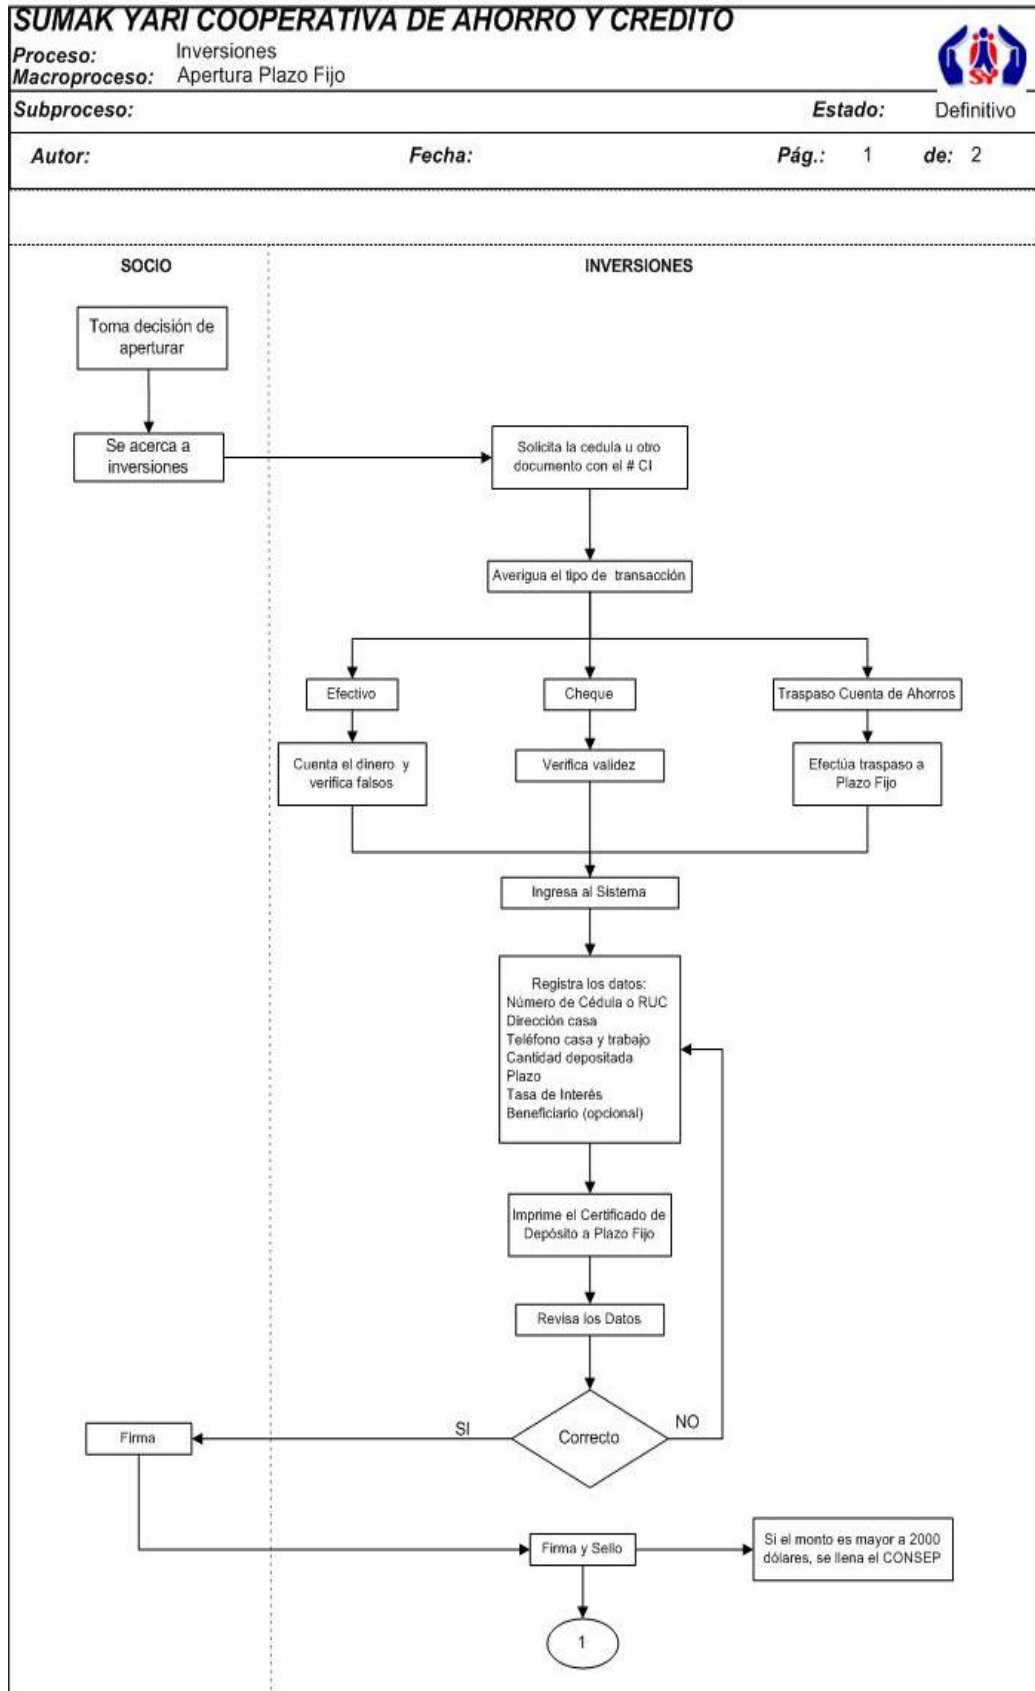 SUMAK YARI COOPERATIVA DE AHORRO Y CREDITO
Proceso: Inversiones
Macroproceso: Apertura Plazo Fijo
SY
Subproceso: Estado: Definitivo
Autor: Fecha: Pág.: 1 de: 2
SOCIO
INVERSIONES
Toma decisión de
aperturar
Se acerca a
inversiones
Solicita la cedula u otro
documento con el # CI
Averigua el tipo de transacción
Efectivo
Cheque
Traspaso Cuenta de Ahorros
Cuenta el dinero y
verifica falsos
Verifica validez
Efectúa traspaso a
Plazo Fijo
Ingresa al Sistema
Registra los datos:
Número de Cédula o RUC
Dirección casa
Teléfono casa y trabajo
Cantidad depositada
Plazo
Tasa de Interés
Beneficiario (opcional)
Imprime el Certificado de
Depósito a Plazo Fijo
Revisa los Datos
Correcto
SI
NO
Firma
Firma y Sello
Si el monto es mayor a 2000
dólares, se llena el CONSEP
1